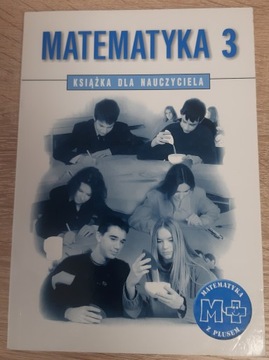 MATEMATYKA 3
KSIĄŻKA DLA NAUCZYCIELA
MATEMATYKA
M+
Z PLUSEM